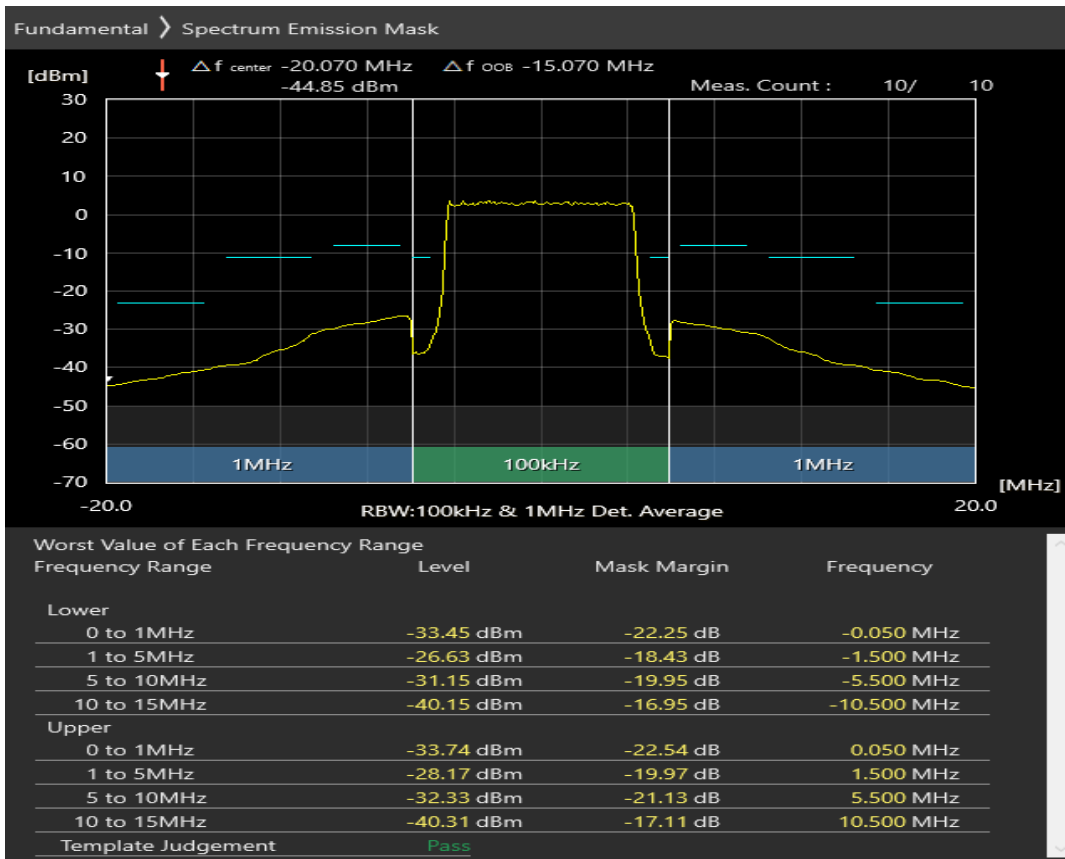 Fundamental ❯ Spectrum Emission Mask
[dBm]
△f center -20.070 MHz △f OOB -15.070 MHz
-44.85 dBm Meas. Count : 10/ 10
30
20
10
0
-10
-20
-30
-40
-50
-60
-70
1MHz 100kHz 1MHz
[MHz]
-20.0 RBW:100kHz & 1MHz Det. Average 20.0
Worst Value of Each Frequency Range
Frequency Range Level Mask Margin Frequency
Lower
0 to 1MHz -33.45 dBm -22.25 dB -0.050 MHz
1 to 5MHz -26.63 dBm -18.43 dB -1.500 MHz
5 to 10MHz -31.15 dBm -19.95 dB -5.500 MHz
10 to 15MHz -40.15 dBm -16.95 dB -10.500 MHz
Upper
0 to 1MHz -33.74 dBm -22.54 dB 0.050 MHz
1 to 5MHz -28.17 dBm -19.97 dB 1.500 MHz
5 to 10MHz -32.33 dBm -21.13 dB 5.500 MHz
10 to 15MHz -40.31 dBm -17.11 dB 10.500 MHz
Template Judgement Pass